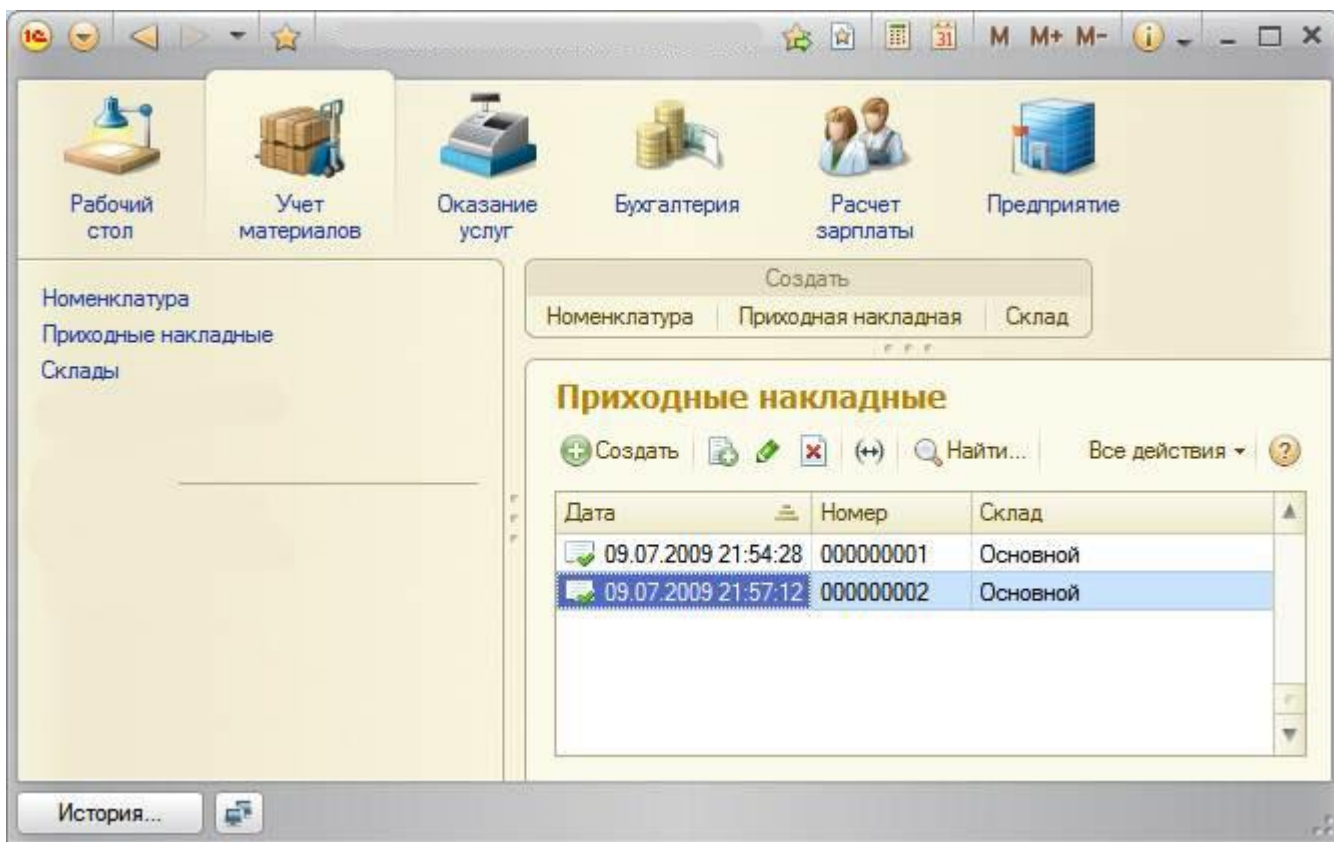 1С
31 M M+ M-
Рабочий стол
Учет материалов
Оказание услуг
Бухгалтерия
Расчет зарплаты
Предприятие
Номенклатура
Приходные накладные
Склады
Создать
Номенклатура Приходная накладная Склад
Приходные накладные
Создать Найти... Все действия
Дата Номер Склад
09.07.2009 21:54:28 000000001 Основной
09.07.2009 21:57:12 000000002 Основной
История...